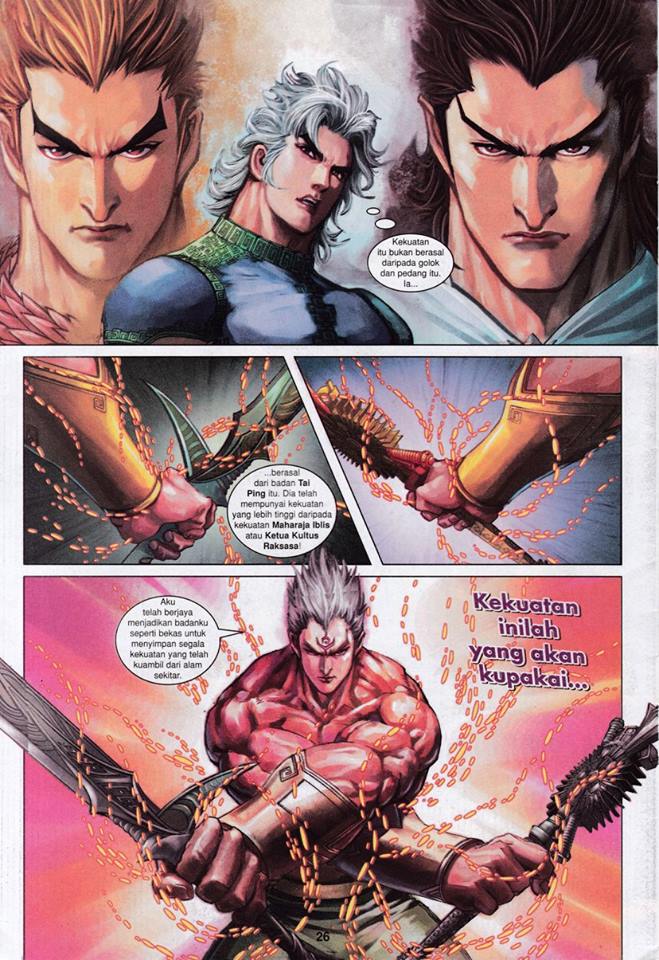 Kekuatan
itu bukan berasal
daripada golok
dan pedang itu.
Ia...
...berasal
dari badan Tai
Ping itu. Dia telah
mempunyai kekuatan
yang lebih tinggi daripada
kekuatan Maharaja Iblis
atau Ketua Kultus
Raksasa!
Aku
telah berjaya
menjadikan badanku
seperti bekas untuk
menyimpan segala
kekuatan yang telah
kuambil dari alam
sekitar.
Kekuatan
inilah
yang akan
kupakai...
26